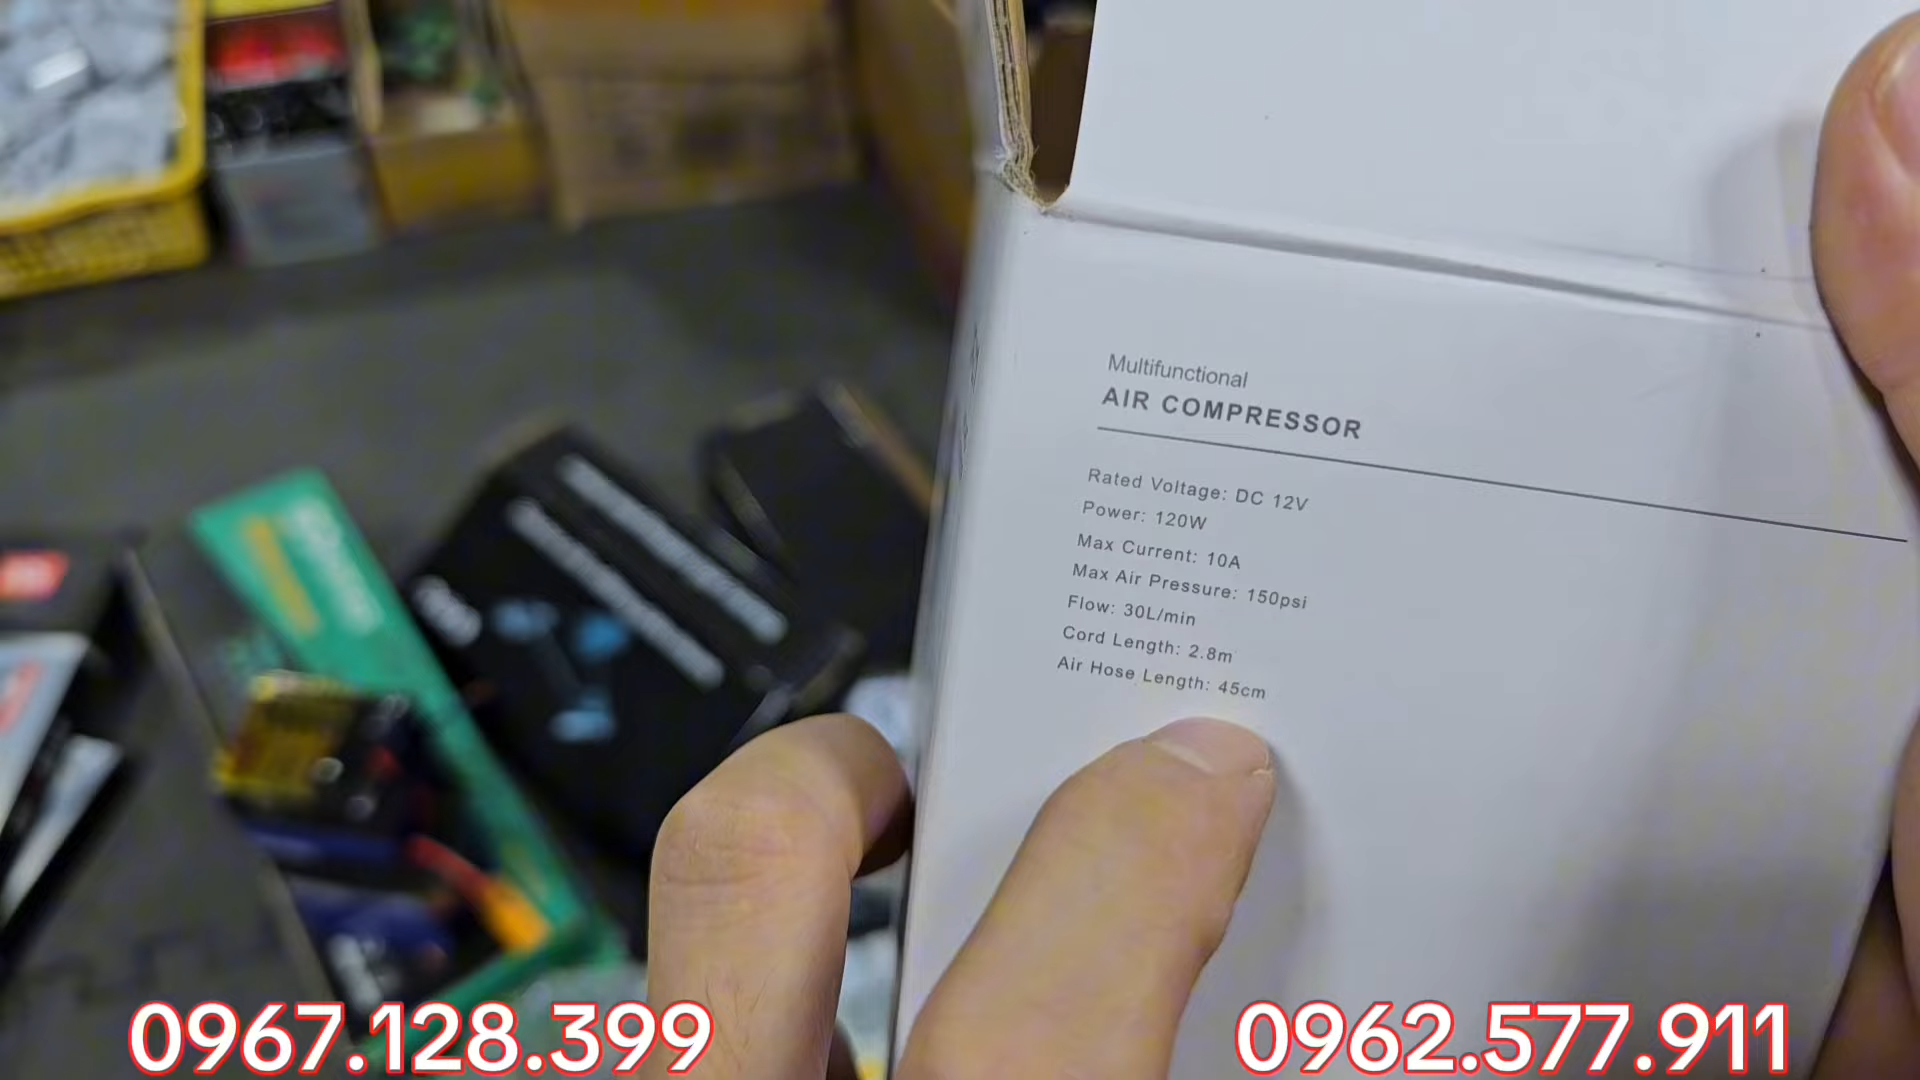 Multifunctional
AIR COMPRESSOR
Rated Voltage: DC 12V
Power: 120W
Max Current: 10A
Max Air Pressure: 150psi
Flow: 30L/min
Cord Length: 2.8m
Air Hose Length: 45cm
0967.128.399
0962.577.911